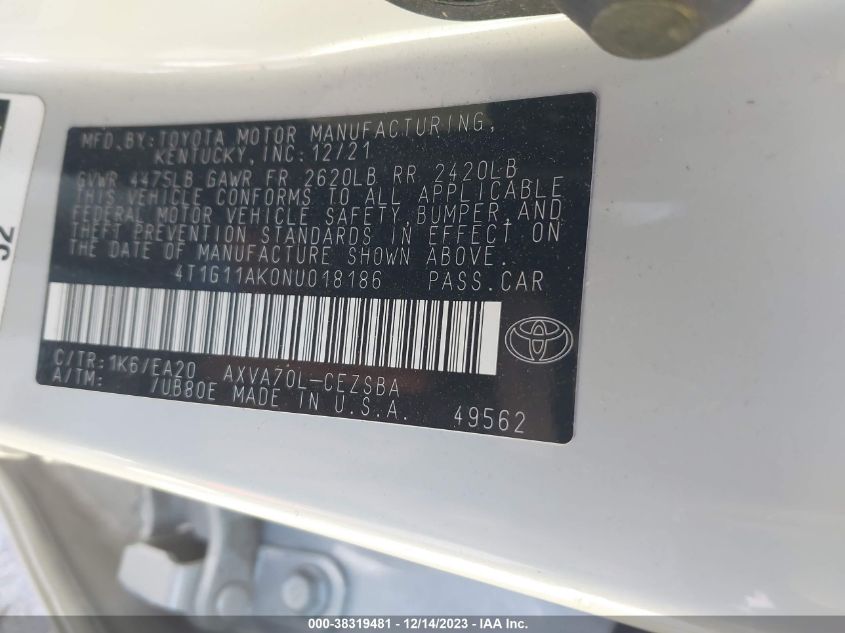 MFD.BY:TOYOTA MOTOR MANUFACTURING,
KENTUCKY, INC: 12/21
GVWR 4475LB GAWR FR 2620LB RR 2420LB
THIS VEHICLE CONFORMS TO ALL APPLICABLE
FEDERAL MOTOR VEHICLE SAFETY, BUMPER, AND
THEFT PREVENTION STANDARDS IN EFFECT ON
THE DATE OF MANUFACTURE SHOWN ABOVE.
4T1G11AK0NU018186 PASS.CAR
C/TR: 1K6/EA20 AXVA70L-CEZSBA
A/TM: /UB80E MADE IN U.S.A.
49562
000-38319481 - 12/14/2023 - IAA Inc.